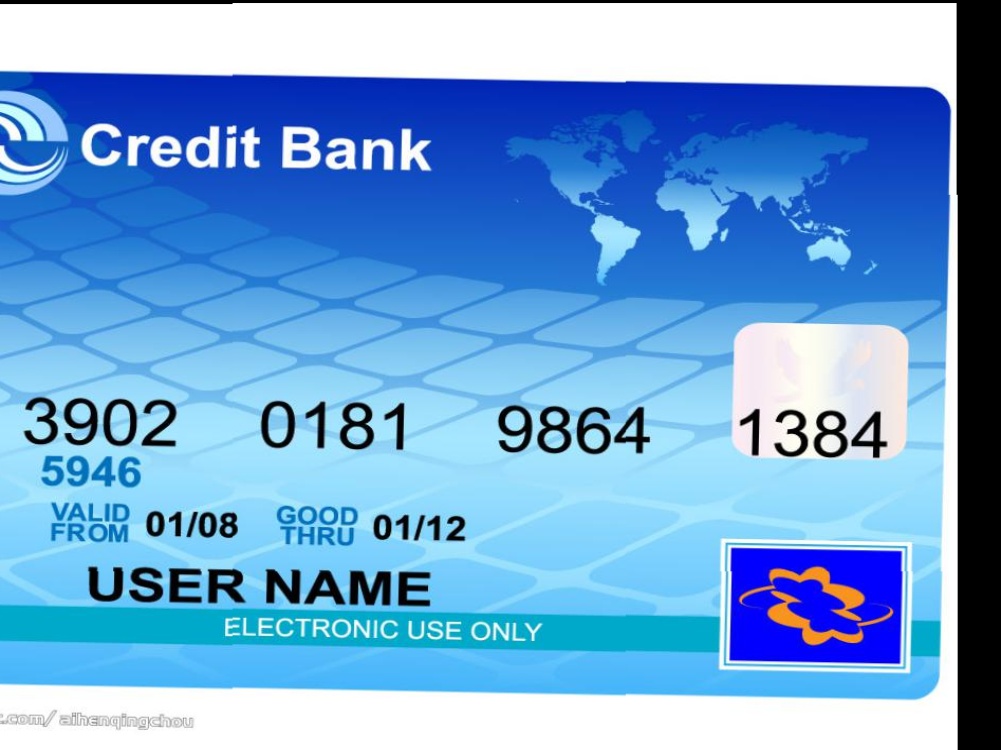 Credit Bank
3902 0181 9864 1384
5946
VALID FROM 01/08 GOOD THRU 01/12
USER NAME
ELECTRONIC USE ONLY
.com/aihenqingchou